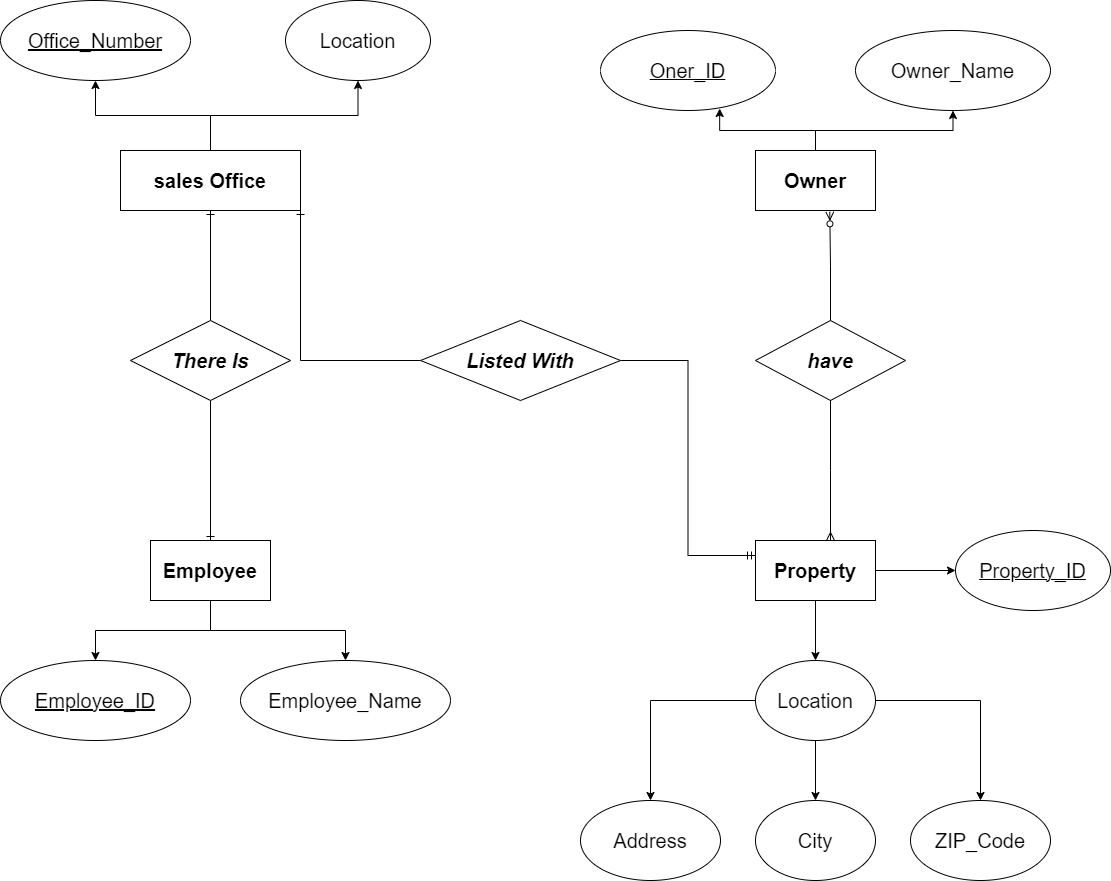 Office_Number
Location
Oner_ID
Owner_Name
sales Office
Owner
There Is
Listed With
have
Employee
Property
Property_ID
Employee_ID
Employee_Name
Location
Address
City
ZIP_Code